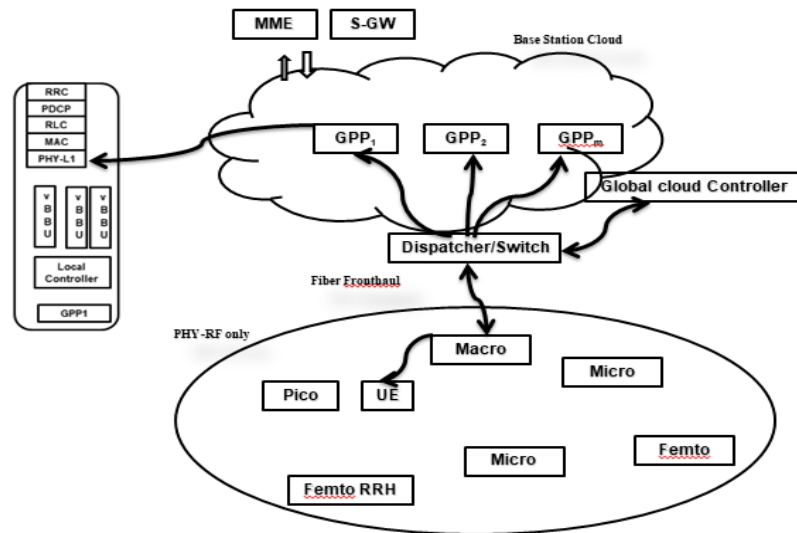 MME
S-GW
Base Station Cloud
RRC
PDCP
RLC
MAC
PHY-L1
GPP₁
GPP₂
GPPₘ
Global cloud Controller
v
B
B
U
v
B
B
U
v
B
B
U
Dispatcher/Switch
Local
Controller
Fiber Fronthaul
GPP1
PHY-RF only
Macro
Micro
Pico
UE
Micro
Femto
Femto RRH